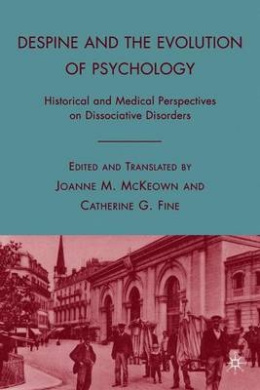 DESPINE AND THE EVOLUTION
OF PSYCHOLOGY
HISTORICAL AND MEDICAL PERSPECTIVES
ON DISSOCIATIVE DISORDERS
EDITED AND TRANSLATED BY
JOANNE M. MCKEOWN AND
CATHERINE G. FINE